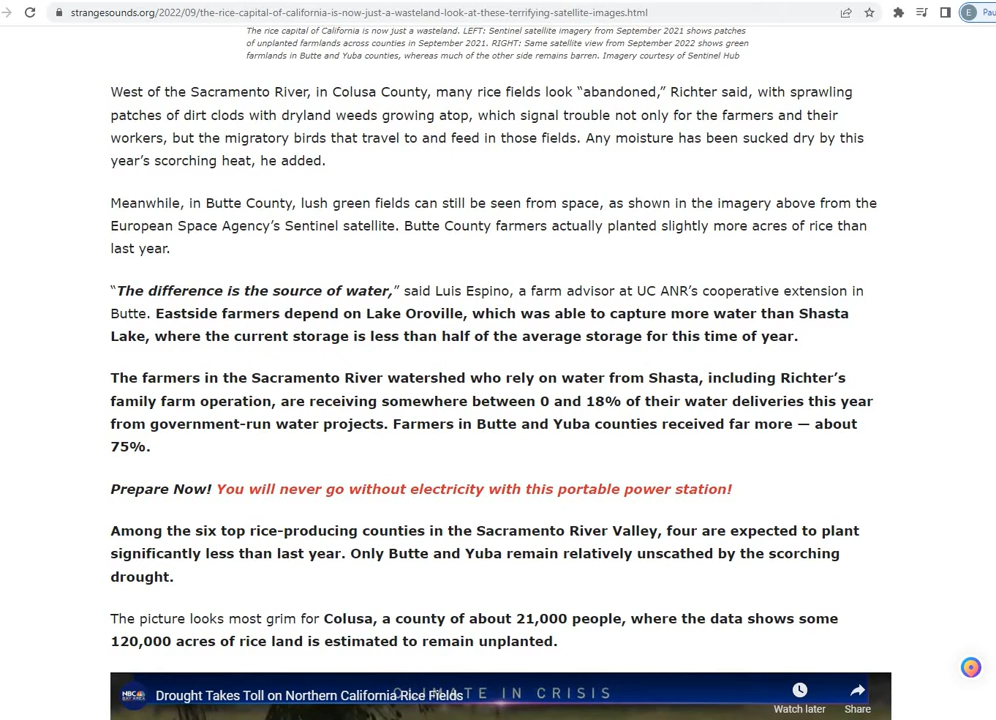 strangesounds.org/2022/09/the-rice-capital-of-california-is-now-just-a-wasteland-look-at-these-terrifying-satellite-images.html
E
Pau
The rice capital of California is now just a wasteland. LEFT: Sentinel satellite imagery from September 2021 shows patches
of unplanted farmlands across counties in September 2021. RIGHT: Same satellite view from September 2022 shows green
farmlands in Butte and Yuba counties, whereas much of the other side remains barren. Imagery courtesy of Sentinel Hub
West of the Sacramento River, in Colusa County, many rice fields look “abandoned,” Richter said, with sprawling
patches of dirt clods with dryland weeds growing atop, which signal trouble not only for the farmers and their
workers, but the migratory birds that travel to and feed in those fields. Any moisture has been sucked dry by this
year’s scorching heat, he added.
Meanwhile, in Butte County, lush green fields can still be seen from space, as shown in the imagery above from the
European Space Agency’s Sentinel satellite. Butte County farmers actually planted slightly more acres of rice than
last year.
“The difference is the source of water,” said Luis Espino, a farm advisor at UC ANR’s cooperative extension in
Butte. Eastside farmers depend on Lake Oroville, which was able to capture more water than Shasta
Lake, where the current storage is less than half of the average storage for this time of year.
The farmers in the Sacramento River watershed who rely on water from Shasta, including Richter’s
family farm operation, are receiving somewhere between 0 and 18% of their water deliveries this year
from government-run water projects. Farmers in Butte and Yuba counties received far more — about
75%.
Prepare Now! You will never go without electricity with this portable power station!
Among the six top rice-producing counties in the Sacramento River Valley, four are expected to plant
significantly less than last year. Only Butte and Yuba remain relatively unscathed by the scorching
drought.
The picture looks most grim for Colusa, a county of about 21,000 people, where the data shows some
120,000 acres of rice land is estimated to remain unplanted.
NBC
BAY AREA
Drought Takes Toll on Northern California Rice Fields
CLIMATE IN CRISIS
Watch later
Share